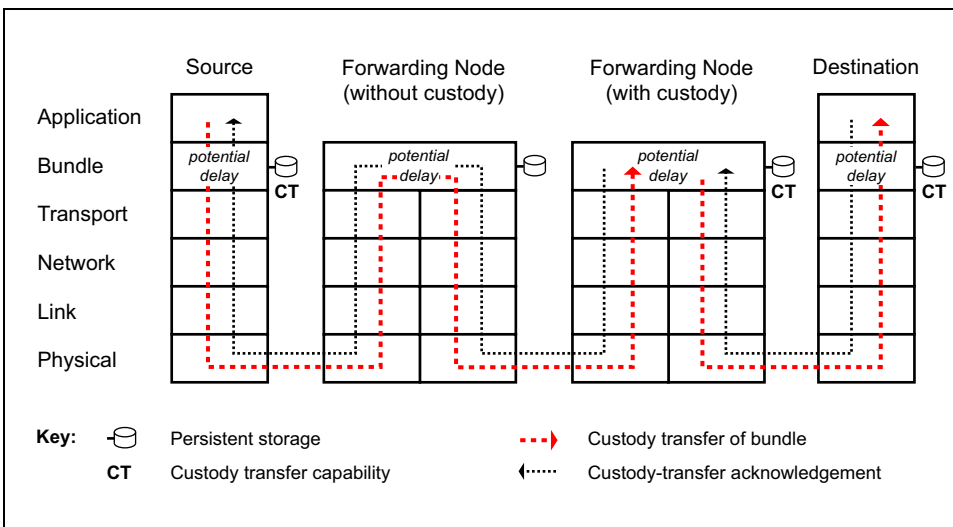 Source
Forwarding Node
(without custody)
Forwarding Node
(with custody)
Destination
Application
Bundle
Transport
Network
Link
Physical
potential
delay
CT
potential
delay
potential
delay
CT
potential
delay
CT
Key:
Persistent storage
Custody transfer of bundle
CT
Custody transfer capability
Custody-transfer acknowledgement